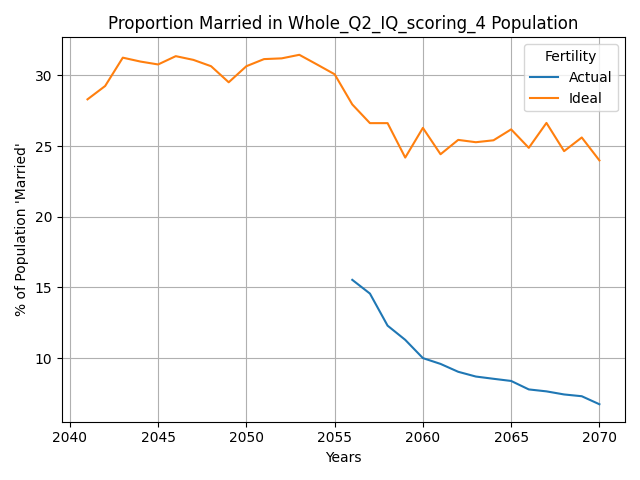 Proportion Married in Whole_Q2_IQ_scoring_4 Population
Fertility
Actual
Ideal
% of Population 'Married'
30
25
20
15
10
2040 2045 2050 2055 2060 2065 2070
Years